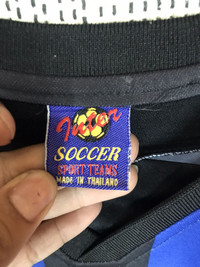 Inter
SOCCER
SPORT TEAMS
MADE IN THAILAND